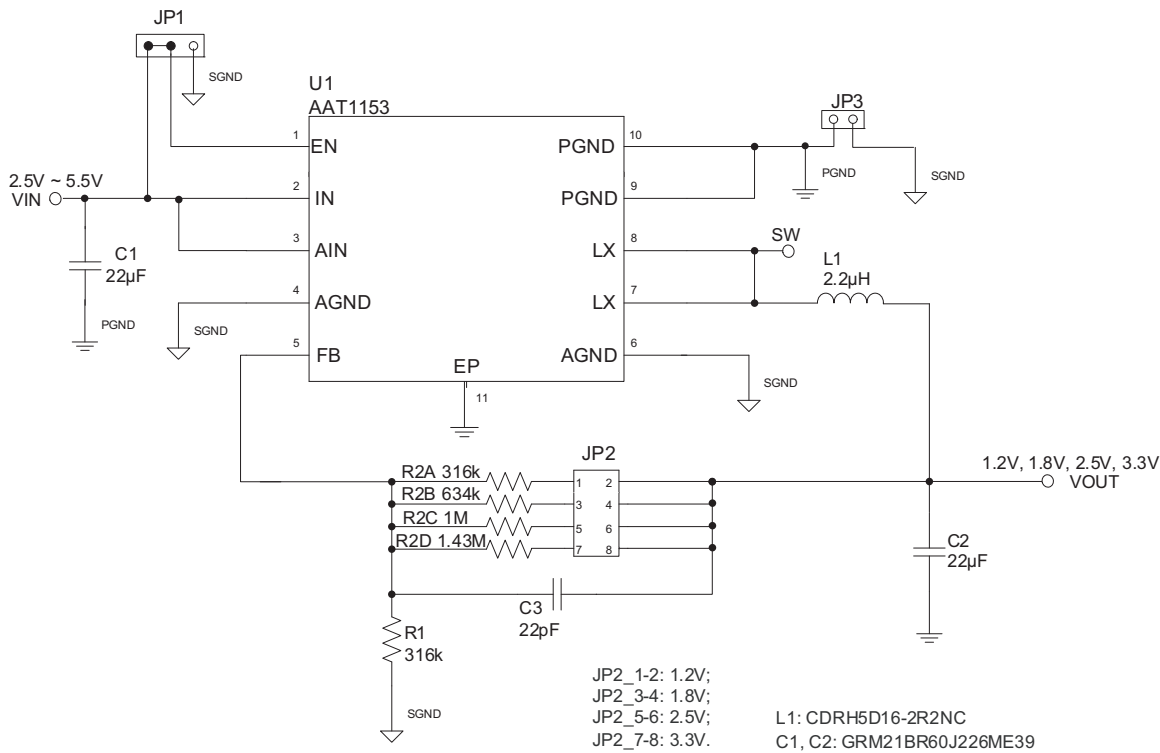 JP1
SGND
U1
AAT1153
JP3
1
EN
10
PGND
PGND
SGND
2.5V ~ 5.5V
VIN
2
IN
9
PGND
C1
22µF
3
AIN
8
LX
SW
L1
2.2µH
PGND
4
AGND
SGND
7
LX
5
FB
6
AGND
SGND
EP
11
JP2
R2A 316k
1
2
R2B 634k
3
4
R2C 1M
5
6
R2D 1.43M
7
8
1.2V, 1.8V, 2.5V, 3.3V
VOUT
C2
22µF
C3
22pF
R1
316k
SGND
JP2_1-2: 1.2V;
JP2_3-4: 1.8V;
JP2_5-6: 2.5V;
JP2_7-8: 3.3V.
L1: CDRH5D16-2R2NC
C1, C2: GRM21BR60J226ME39